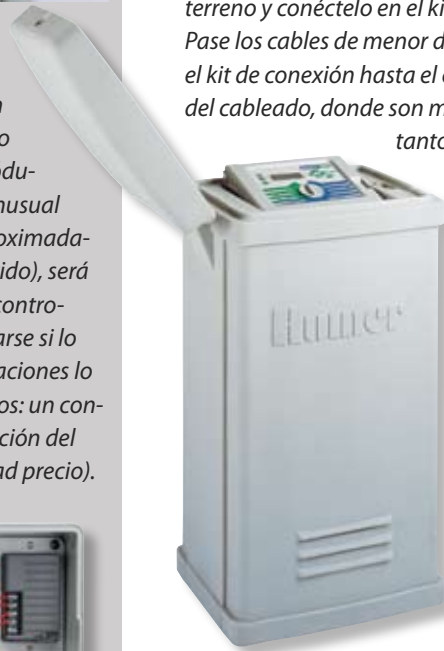 o
odu-
nusual
oximada-
ido), será
contro-
arse si lo
aciones lo
os: un con-
ción del
ad precio).
terreno y conéctelo en el ki
Pase los cables de menor d
el kit de conexión hasta el
del cableado, donde son m
tanto
Hunter